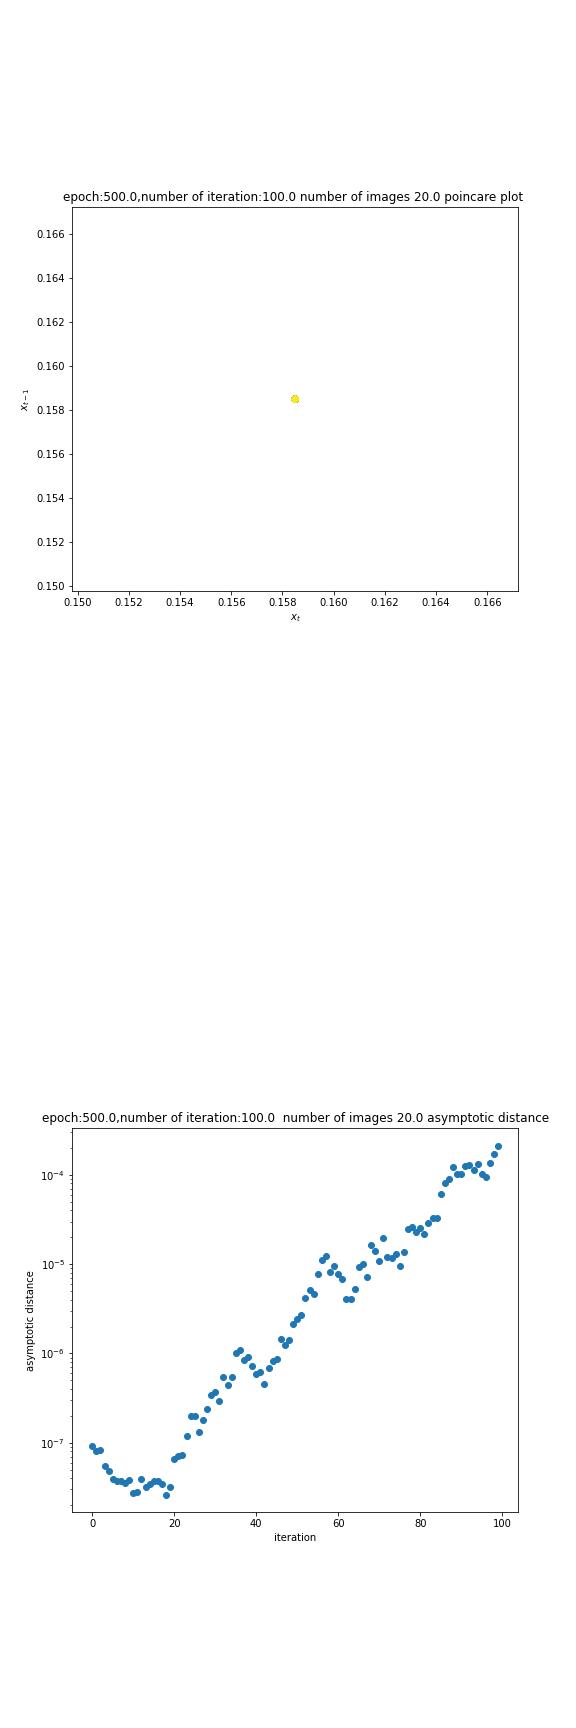 epoch:500.0,number of iteration:100.0 number of images 20.0 poincare plot
0.166
0.164
0.162
0.160
0.158
0.156
0.154
0.152
0.150
x_{t-1}
0.150 0.152 0.154 0.156 0.158 0.160 0.162 0.164 0.166
x_t
epoch:500.0,number of iteration:100.0  number of images 20.0 asymptotic distance
10^{-4}
10^{-5}
10^{-6}
10^{-7}
asymptotic distance
0 20 40 60 80 100
iteration